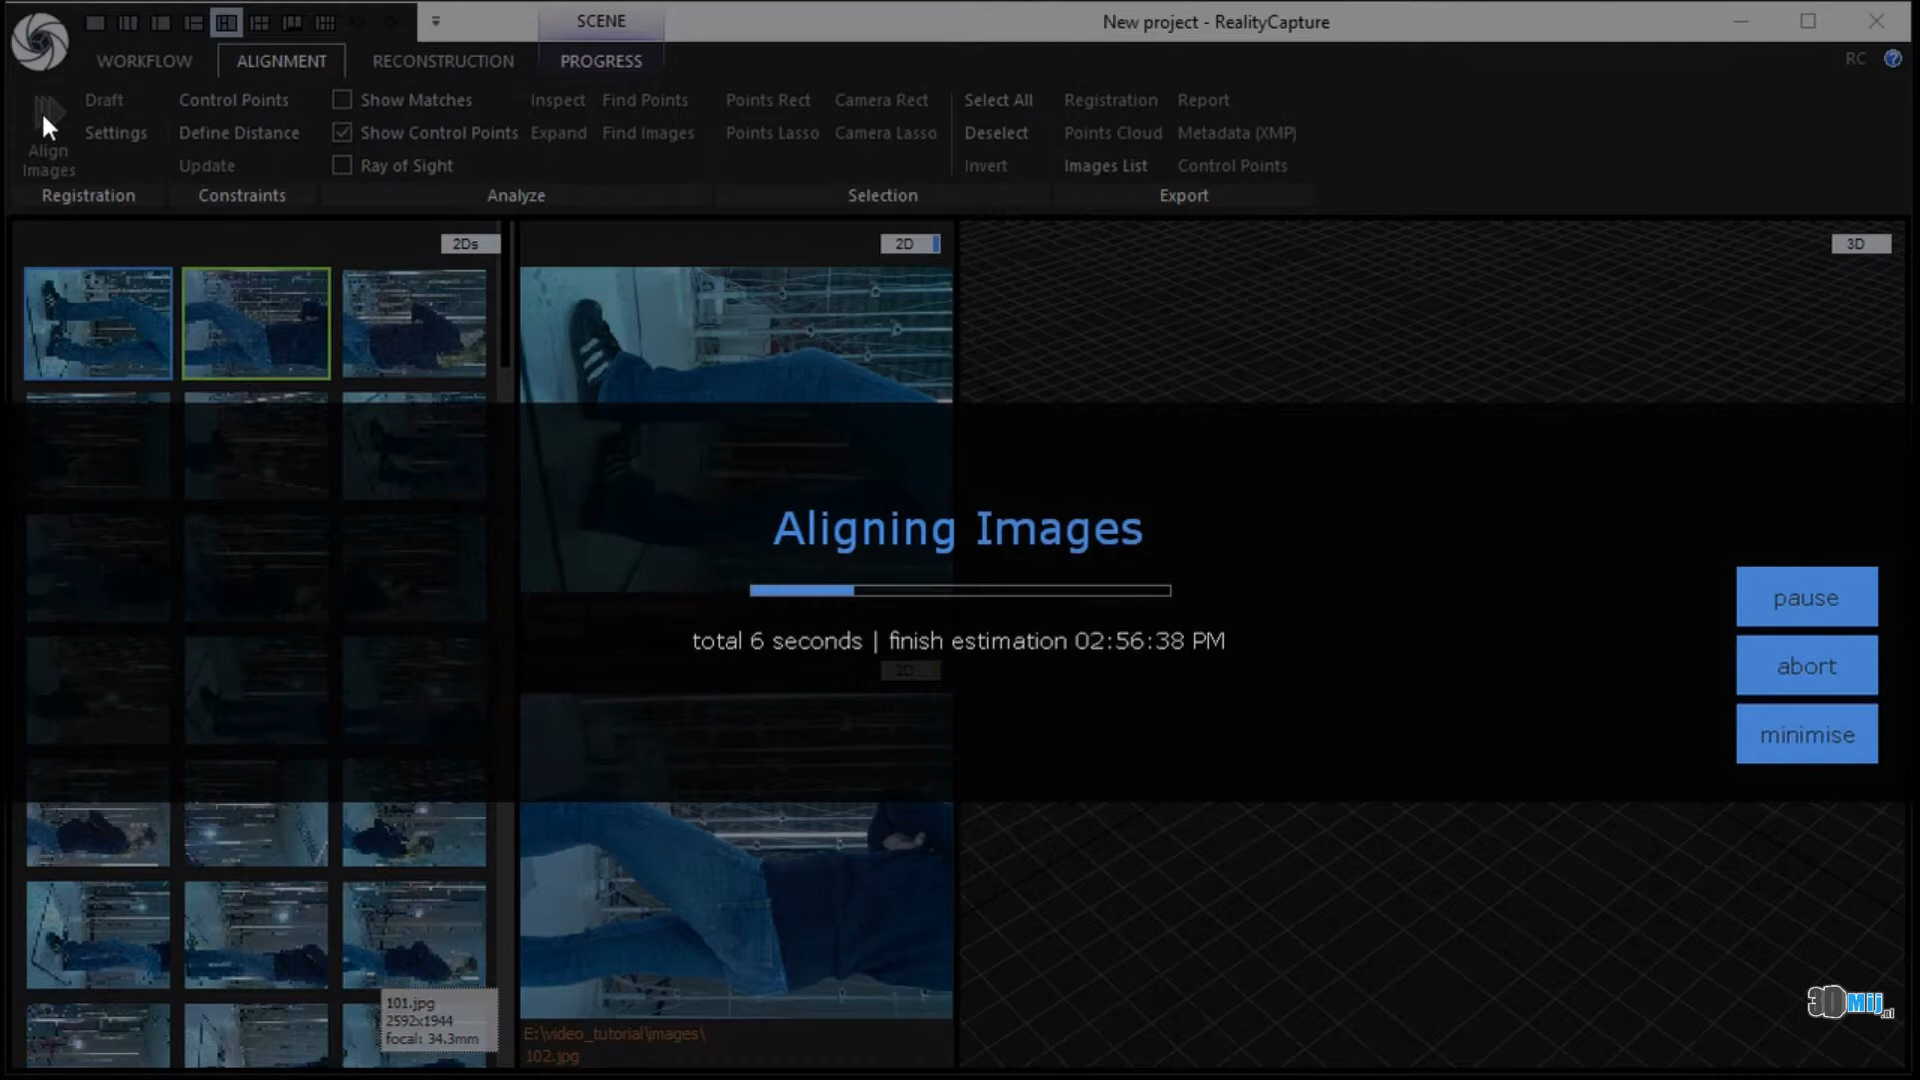 SCENE
New project - RealityCapture
WORKFLOW
ALIGNMENT
RECONSTRUCTION
PROGRESS
RC
Draft
Control Points
Show Matches
Inspect
Find Points
Points Rect
Camera Rect
Select All
Registration
Report
Settings
Define Distance
Show Control Points
Expand
Find Images
Points Lasso
Camera Lasso
Deselect
Points Cloud
Metadata (XMP)
Align
Images
Update
Ray of Sight
Invert
Images List
Control Points
Registration
Constraints
Analyze
Selection
Export
2Ds
2D
3D
Aligning Images
total 6 seconds | finish estimation 02:56:38 PM
pause
abort
minimise
2D
101.jpg
2592x1944
focal: 34.3mm
E:\video_tutorial\images\
102.jpg
3DMij.nl